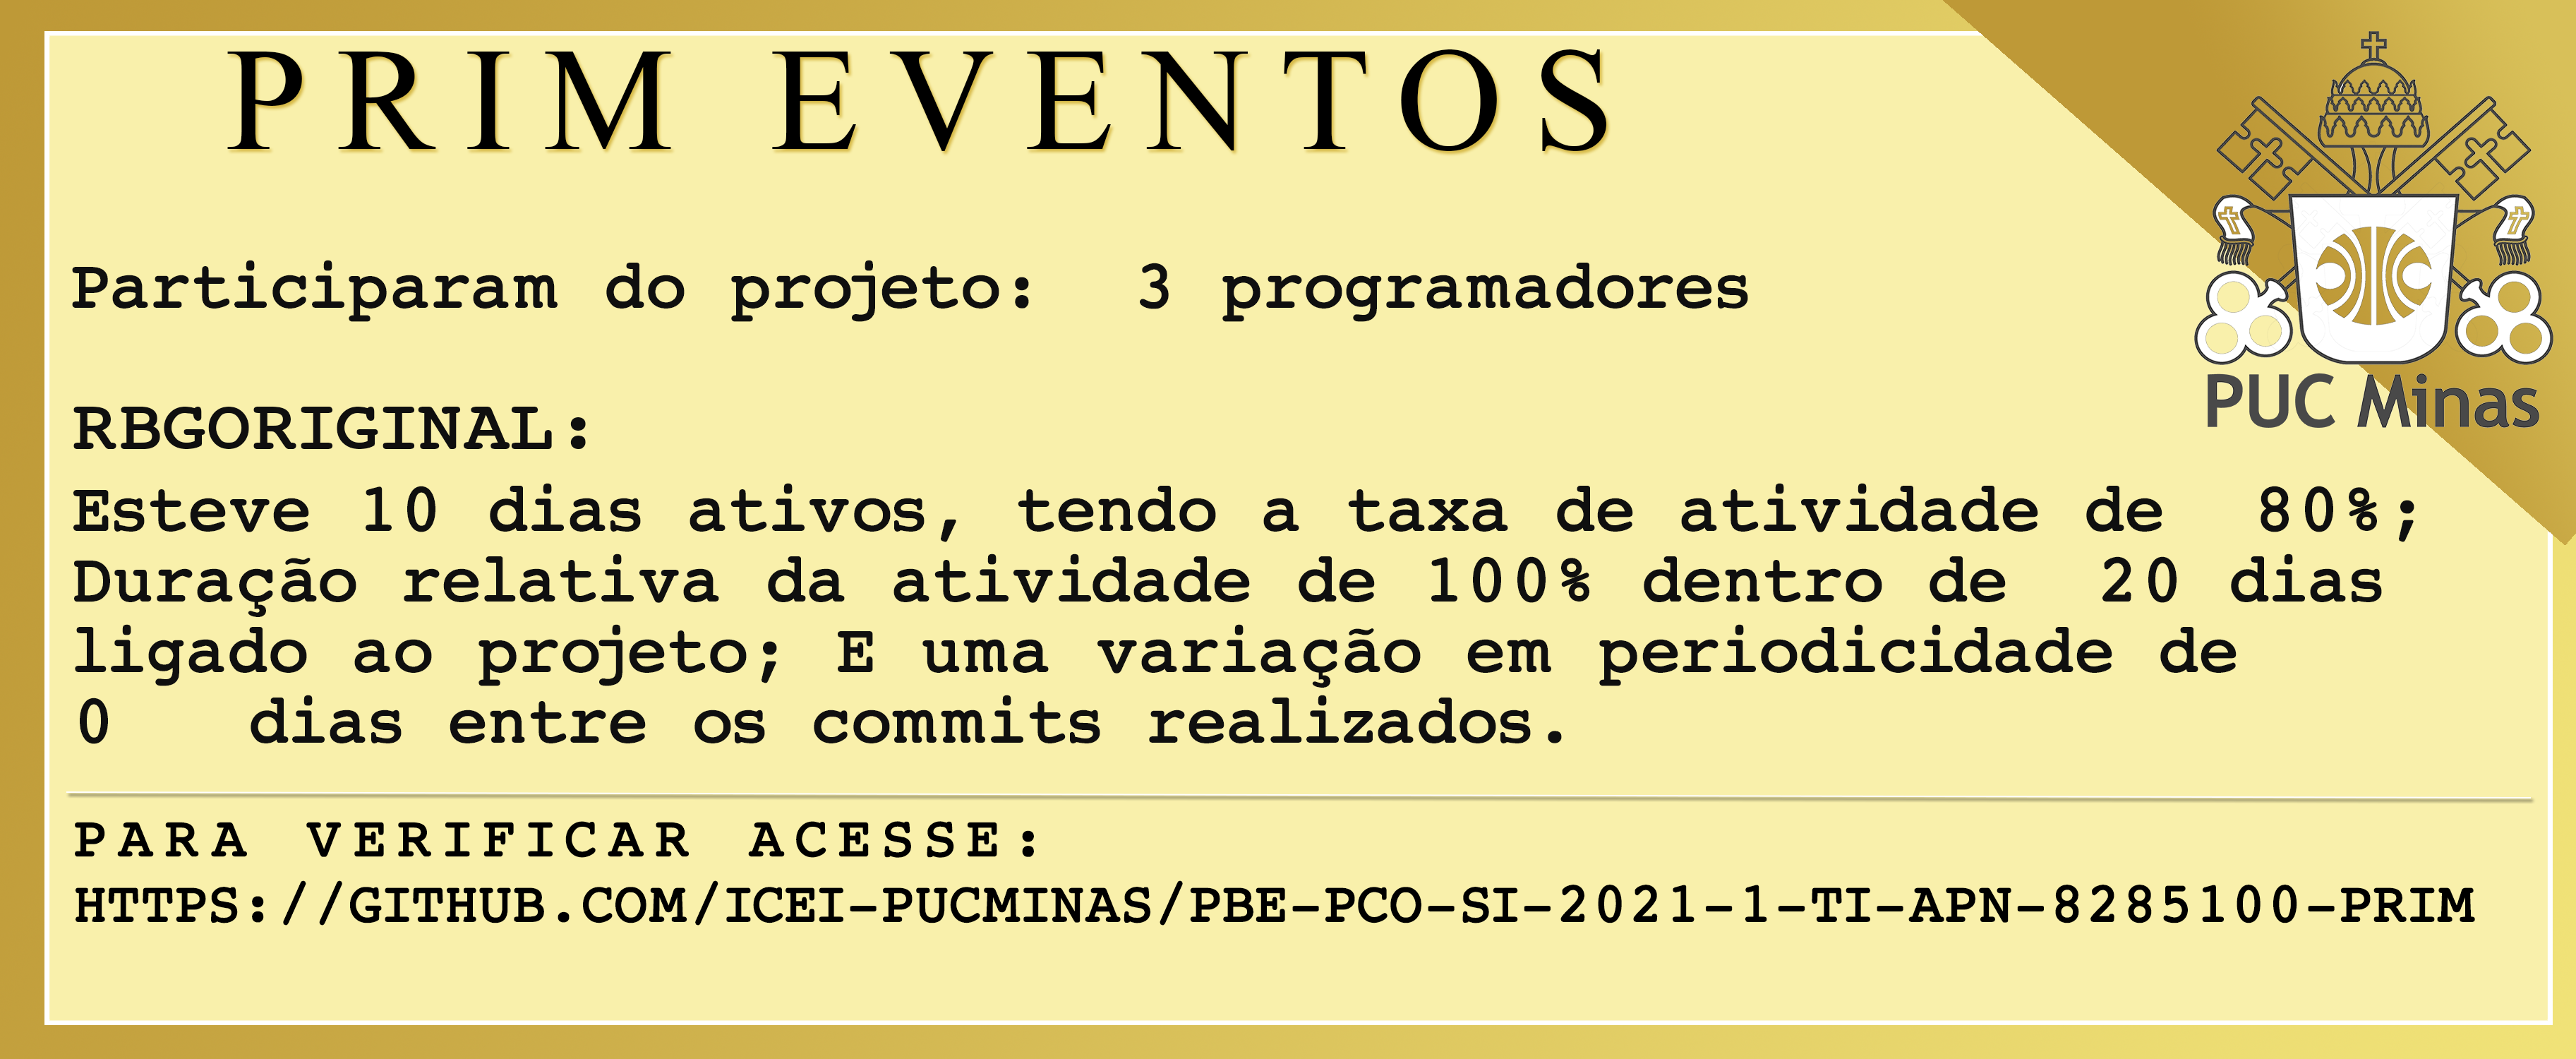 PRIM EVENTOS
PUC Minas
Participaram do projeto: 3 programadores
RBGORIGINAL:
Esteve 10 dias ativos, tendo a taxa de atividade de 80%;
Duração relativa da atividade de 100% dentro de 20 dias
ligado ao projeto; E uma variação em periodicidade de
0 dias entre os commits realizados.
PARA VERIFICAR ACESSE:
HTTPS://GITHUB.COM/ICEI-PUCMINAS/PBE-PCO-SI-2021-1-TI-APN-8285100-PRIM